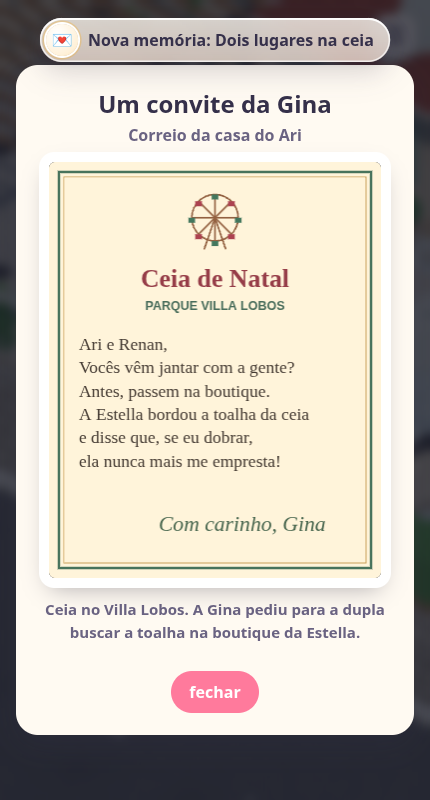 Nova memória: Dois lugares na ceia
Um convite da Gina
Correio da casa do Ari
Ceia de Natal
PARQUE VILLA LOBOS
Ari e Renan,
Vocês vêm jantar com a gente?
Antes, passem na boutique.
A Estella bordou a toalha da ceia
e disse que, se eu dobrar,
ela nunca mais me empresta!
Com carinho, Gina
Ceia no Villa Lobos. A Gina pediu para a dupla
buscar a toalha na boutique da Estella.
fechar